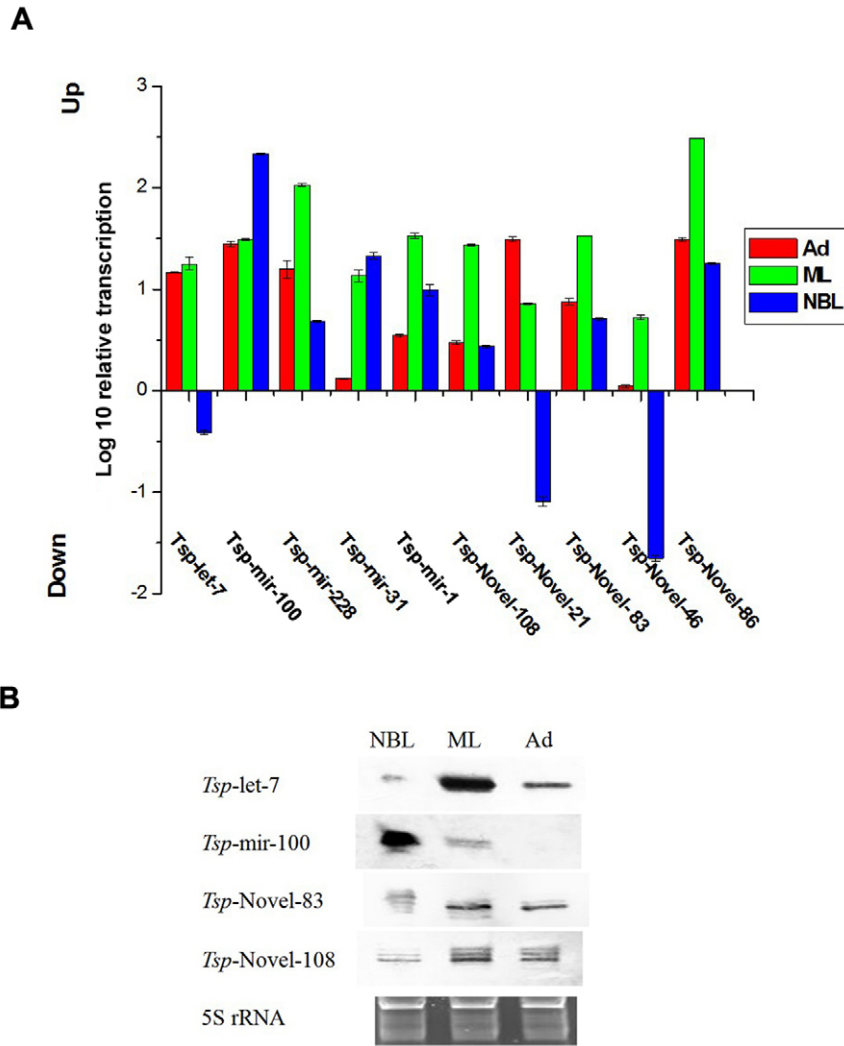 A
Up
3
2
1
0
-1
-2
Log 10 relative transcription
Down
Ad
ML
NBL
Tsp-let-7
Tsp-mir-100
Tsp-mir-228
Tsp-mir-31
Tsp-mir-1
Tsp-Novel-108
Tsp-Novel-21
Tsp-Novel- 83
Tsp-Novel-46
Tsp-Novel-86
B
NBL ML Ad
Tsp-let-7
Tsp-mir-100
Tsp-Novel-83
Tsp-Novel-108
5S rRNA